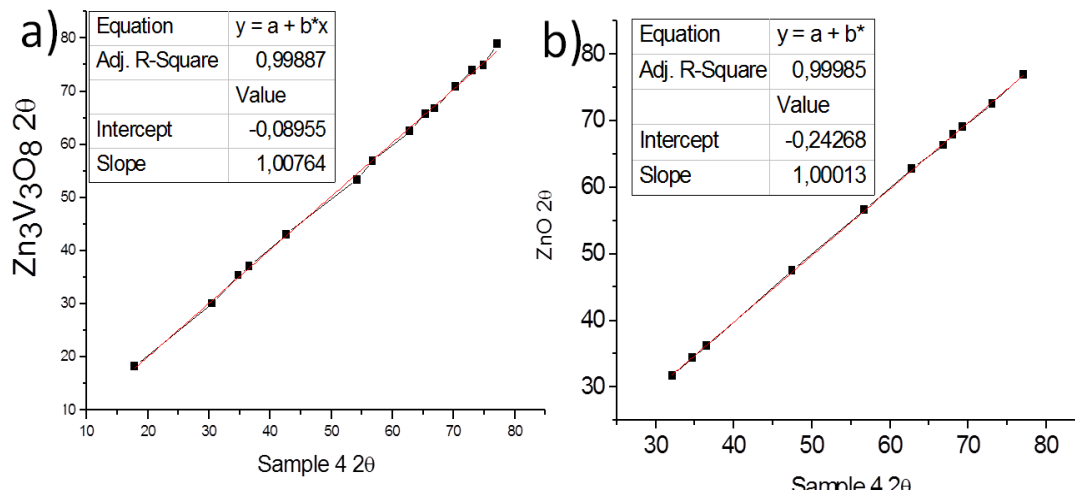 a)
Equation y = a + b*x
Adj. R-Square 0,99887
Value
Intercept -0,08955
Slope 1,00764
Zn3V3O8 2θ
80
70
60
50
40
30
20
10
10 20 30 40 50 60 70 80
Sample 4 2θ
b)
Equation y = a + b*
Adj. R-Square 0,99985
Value
Intercept -0,24268
Slope 1,00013
ZnO 2θ
80
70
60
50
40
30
30 40 50 60 70 80
Sample 4 2θ